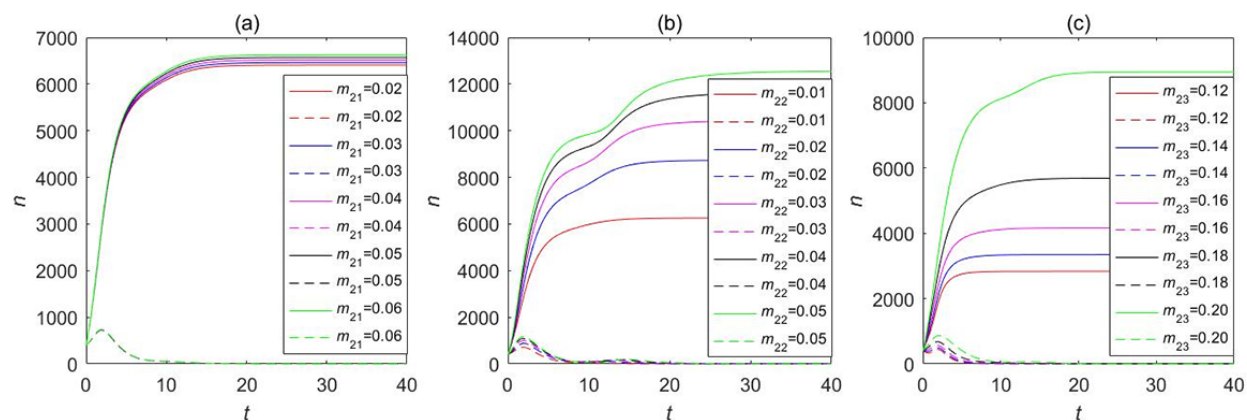 (a)
7000
6000
5000
4000
3000
2000
1000
0
n
0 10 20 30 40
t
m21=0.02
m21=0.02
m21=0.03
m21=0.03
m21=0.04
m21=0.04
m21=0.05
m21=0.05
m21=0.06
m21=0.06
(b)
14000
12000
10000
8000
6000
4000
2000
0
n
0 10 20 30 40
t
m22=0.01
m22=0.01
m22=0.02
m22=0.02
m22=0.03
m22=0.03
m22=0.04
m22=0.04
m22=0.05
m22=0.05
(c)
10000
8000
6000
4000
2000
0
n
0 10 20 30 40
t
m23=0.12
m23=0.12
m23=0.14
m23=0.14
m23=0.16
m23=0.16
m23=0.18
m23=0.18
m23=0.20
m23=0.20